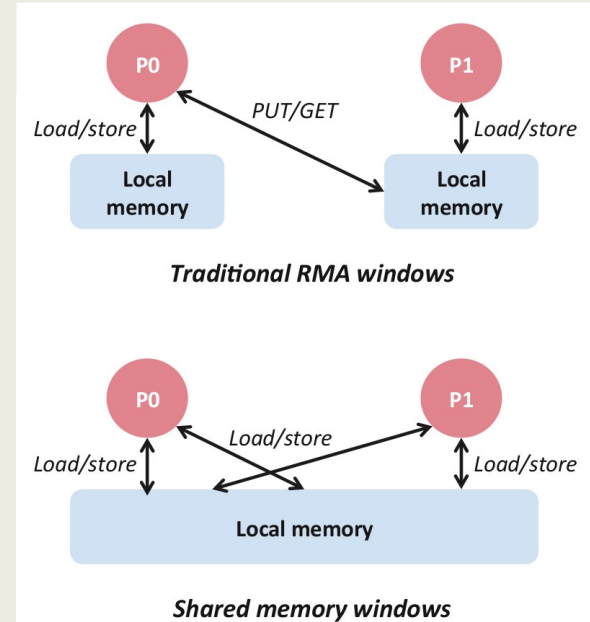 P0
P1
PUT/GET
Load/store
Load/store
Local
memory
Local
memory
Traditional RMA windows
P0
P1
Load/store
Load/store
Load/store
Local memory
Shared memory windows